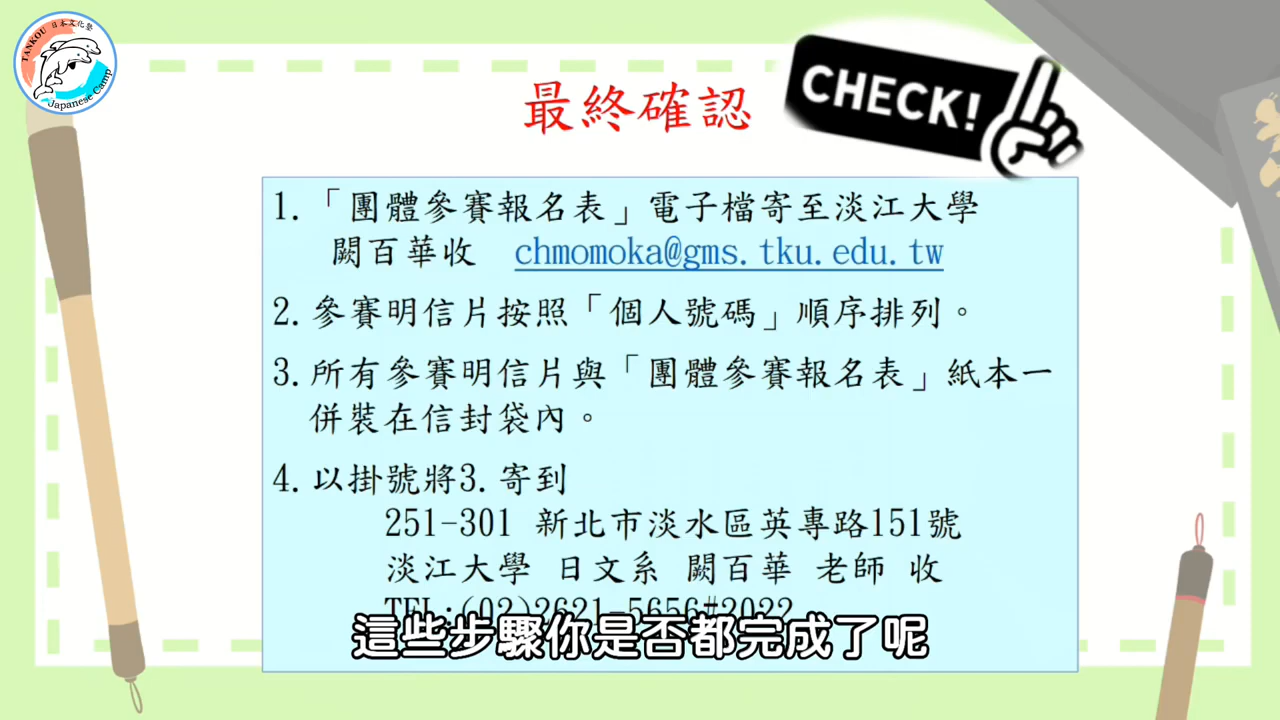 TANKOU 日本文化塾
Japanese Camp
最終確認
CHECK!
1.「團體參賽報名表」電子檔寄至淡江大學
闕百華收 chmomoka@gms.tku.edu.tw
2.參賽明信片按照「個人號碼」順序排列。
3.所有參賽明信片與「團體參賽報名表」紙本一
併裝在信封袋內。
4.以掛號將3.寄到
251-301 新北市淡水區英專路151號
淡江大學 日文系 闕百華 老師 收
TEL:(02)2621-5656#2022
這些步驟你是否都完成了呢